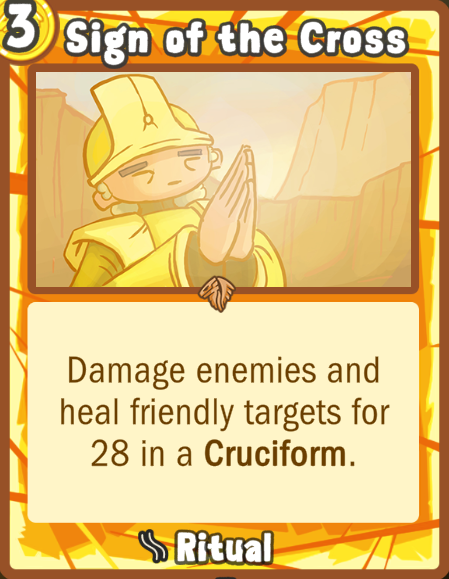 3 Sign of the Cross
Damage enemies and
heal friendly targets for
28 in a Cruciform.
Ritual